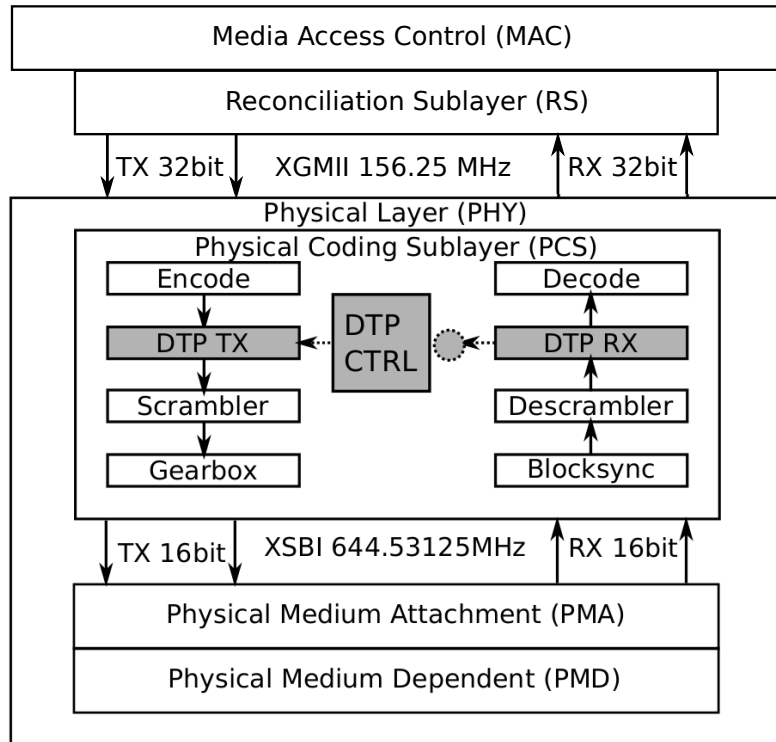 Media Access Control (MAC)
Reconciliation Sublayer (RS)
TX 32bit XGMII 156.25 MHz RX 32bit
Physical Layer (PHY)
Physical Coding Sublayer (PCS)
Encode
Decode
DTP TX
DTP
CTRL
DTP RX
Scrambler
Descrambler
Gearbox
Blocksync
TX 16bit XSBI 644.53125MHz RX 16bit
Physical Medium Attachment (PMA)
Physical Medium Dependent (PMD)